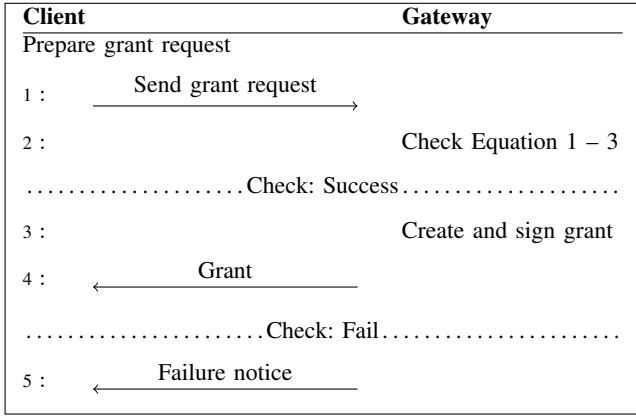 Client Gateway
Prepare grant request
1 : Send grant request
2 : Check Equation 1 – 3
......................Check: Success......................
3 : Create and sign grant
4 : Grant
........................Check: Fail........................
5 : Failure notice